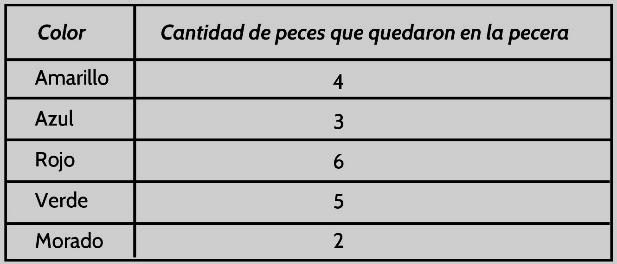 Color Cantidad de peces que quedaron en la pecera
Amarillo 4
Azul 3
Rojo 6
Verde 5
Morado 2